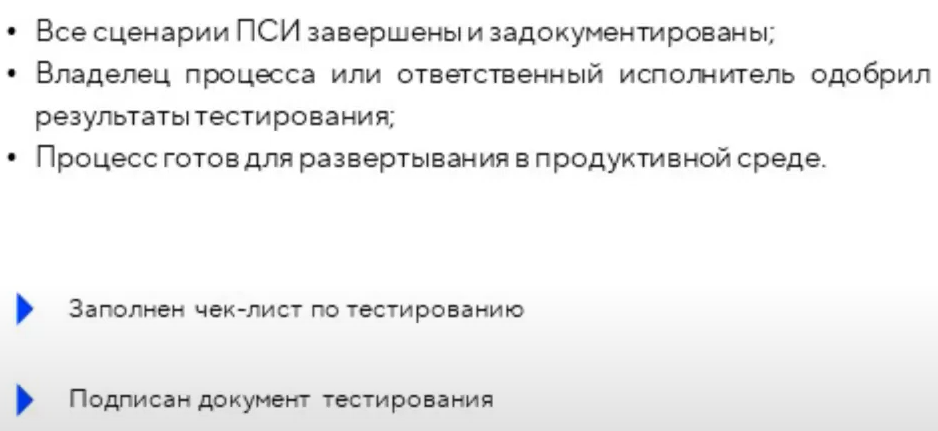 • Все сценарии ПСИ завершены и задокументированы;
• Владелец процесса или ответственный исполнитель одобрил
результаты тестирования;
• Процесс готов для развертывания в продуктивной среде.
Заполнен чек-лист по тестированию
Подписан документ тестирования